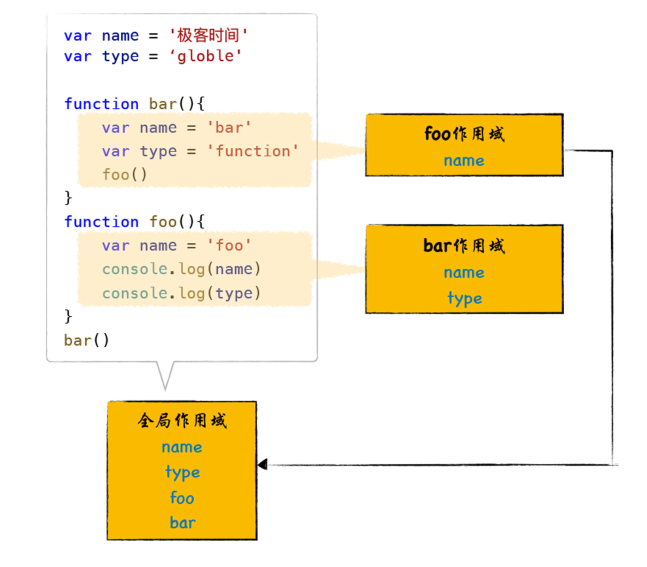 var name = '极客时间'
var type = ‘globle'
function bar(){
var name = 'bar'
var type = 'function'
foo()
}
function foo(){
var name = 'foo'
console.log(name)
console.log(type)
}
bar()
foo作用域
name
bar作用域
name
type
全局作用域
name
type
foo
bar